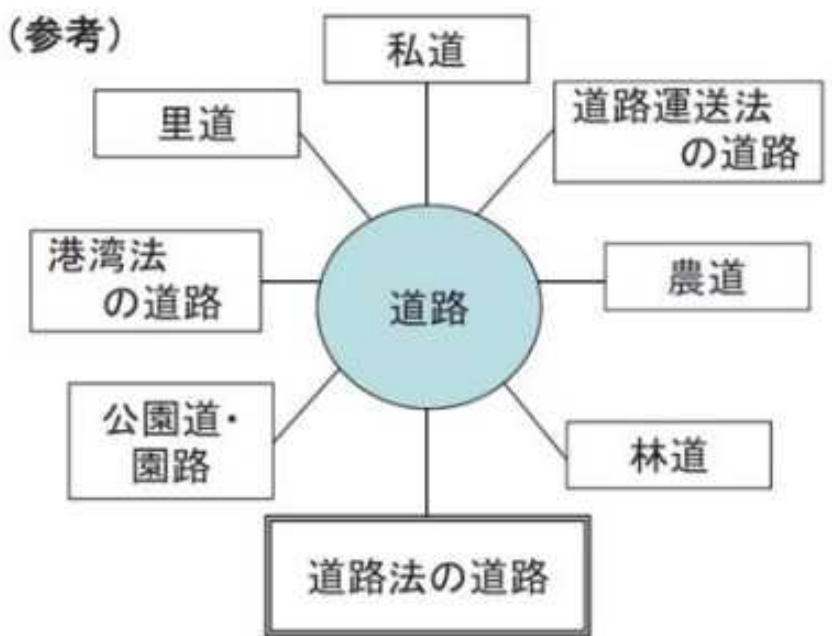 (参考)
私道
里道
道路運送法
の道路
港湾法
の道路
農道
道路
公園道・
園路
林道
道路法の道路